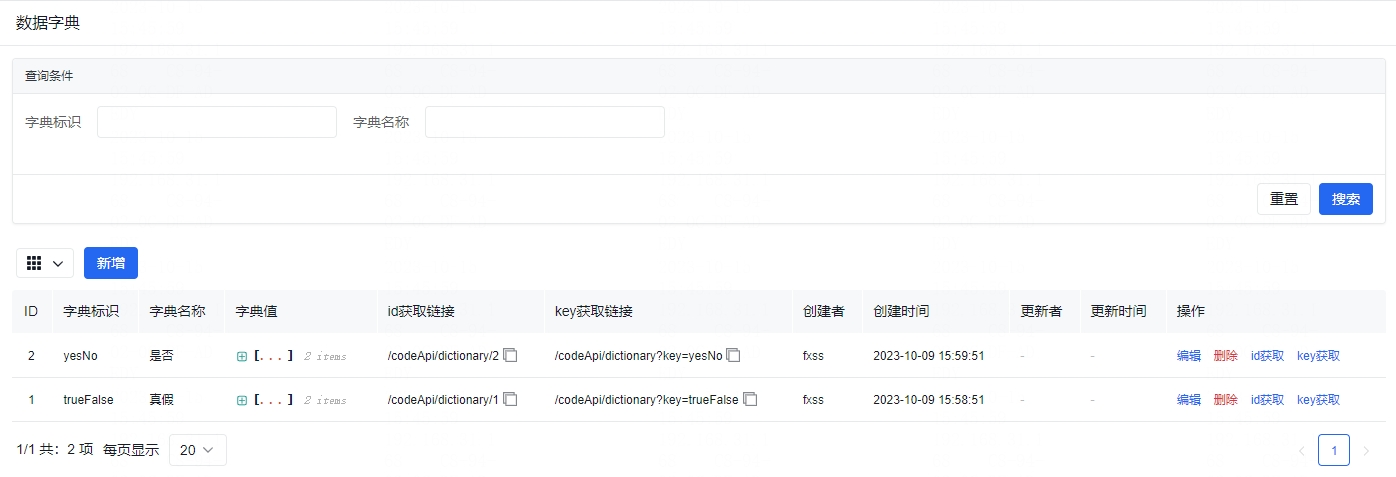 数据字典
查询条件
字典标识 字典名称
重置 搜索
新增
ID 字典标识 字典名称 字典值 id获取链接 key获取链接 创建者 创建时间 更新者 更新时间 操作
2 yesNo 是否 [...] 2 items /codeApi/dictionary/2 /codeApi/dictionary?key=yesNo fxss 2023-10-09 15:59:51 - - 编辑 删除 id获取 key获取
1 trueFalse 真假 [...] 2 items /codeApi/dictionary/1 /codeApi/dictionary?key=trueFalse fxss 2023-10-09 15:58:51 - - 编辑 删除 id获取 key获取
1/1 共：2 项 每页显示 20 1